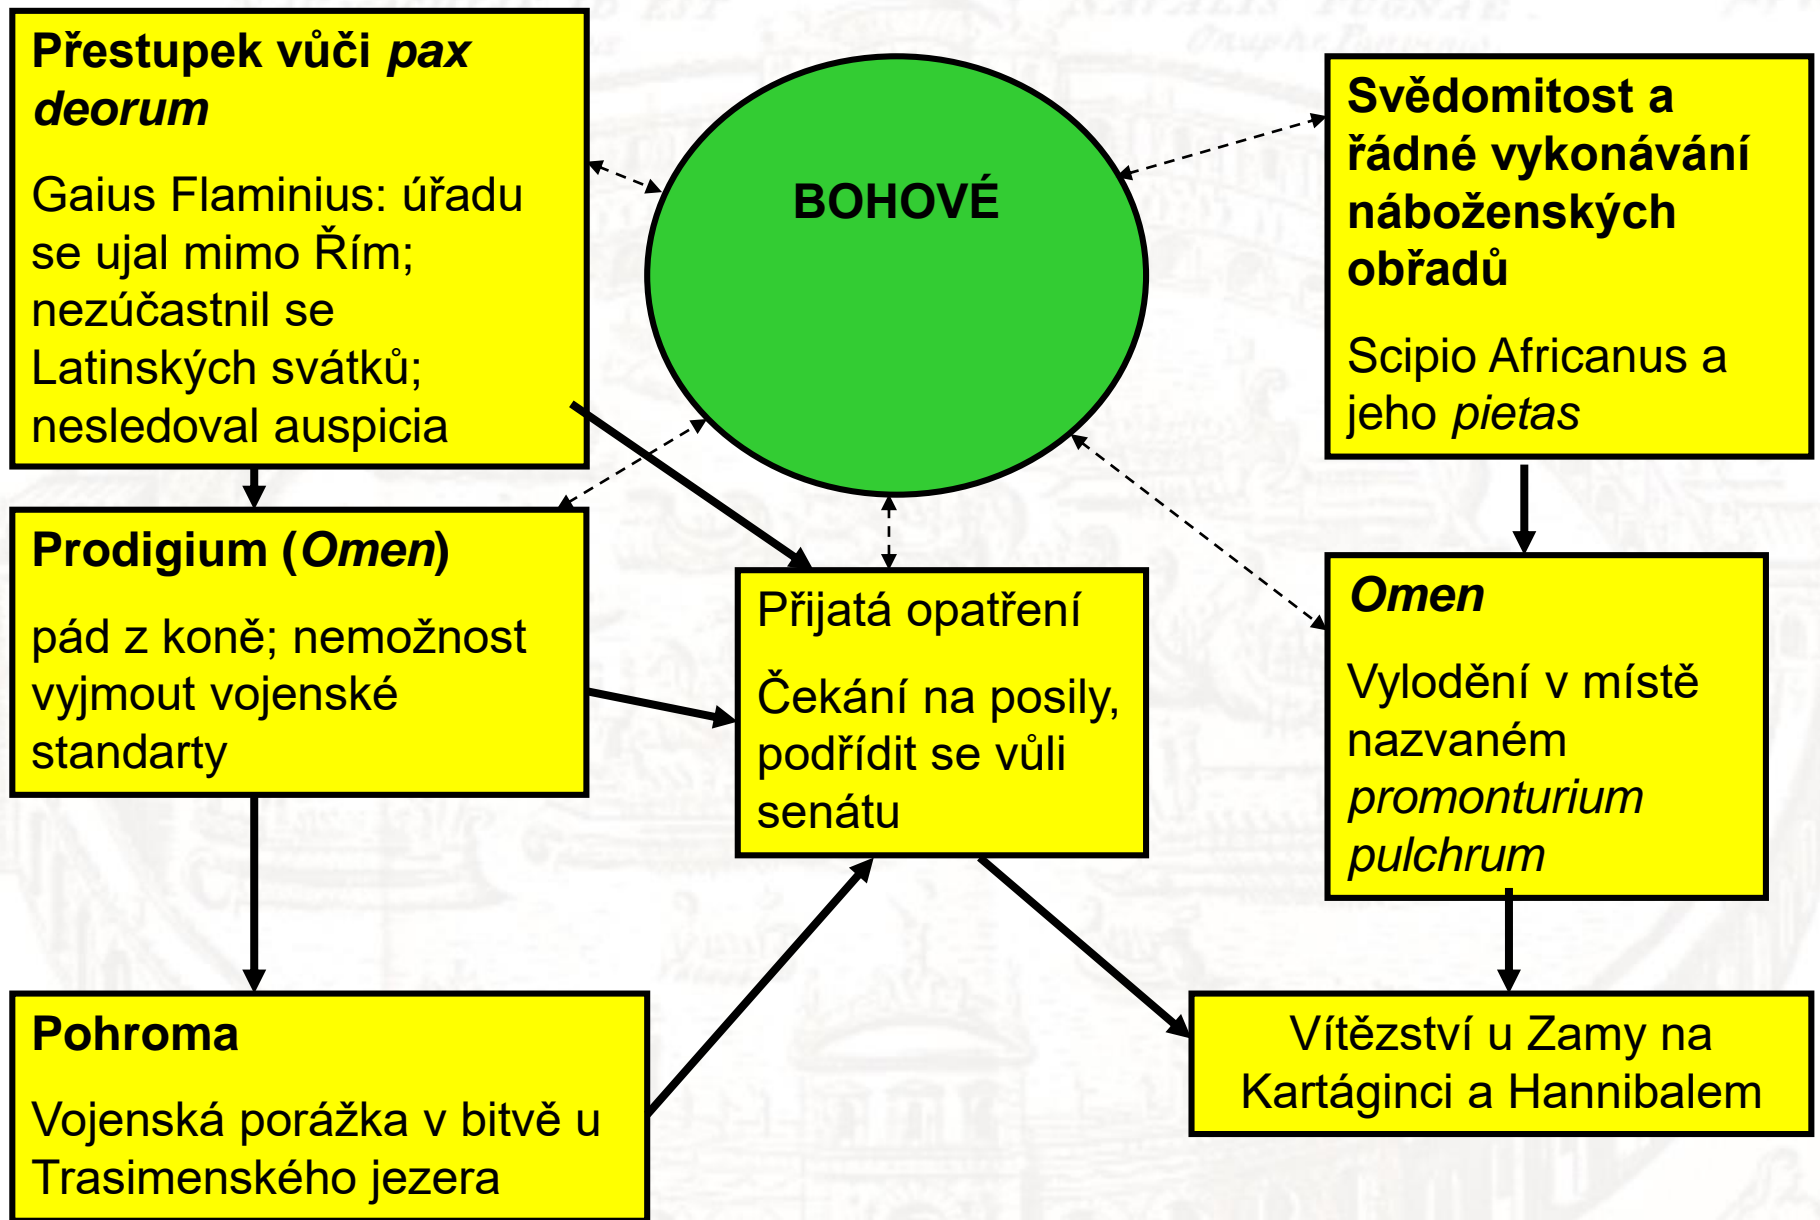 Přestupek vůči pax
deorum
Gaius Flaminius: úřadu
se ujal mimo Řím;
nezúčastnil se
Latinských svátků;
nesledoval auspicia
BOHOVÉ
Svědomitost a
řádné vykonávání
náboženských
obřadů
Scipio Africanus a
jeho pietas
Prodigium (Omen)
pád z koně; nemožnost
vyjmout vojenské
standarty
Přijatá opatření
Čekání na posily,
podřídit se vůli
senátu
Omen
Vylodění v místě
nazvaném
promonturium
pulchrum
Pohroma
Vojenská porážka v bitvě u
Trasimenského jezera
Vítězství u Zamy na
Kartáginci a Hannibalem